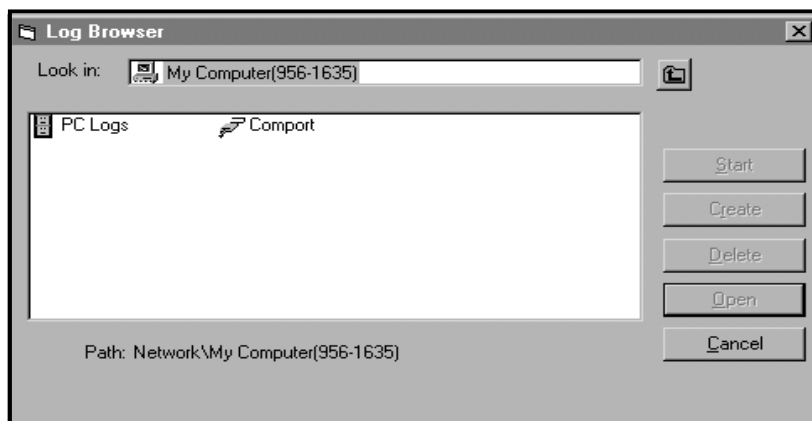 Log Browser
Look in: My Computer(956-1635)
PC Logs Comport
Start
Create
Delete
Open
Cancel
Path: Network\My Computer(956-1635)